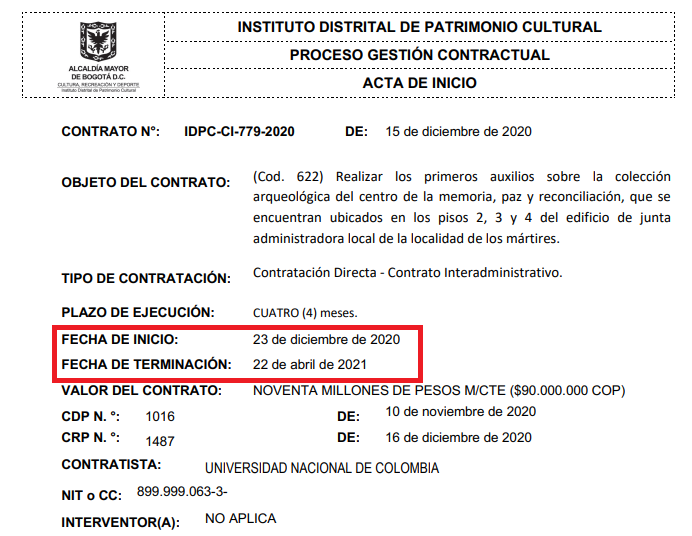 INSTITUTO DISTRITAL DE PATRIMONIO CULTURAL
PROCESO GESTIÓN CONTRACTUAL
ACTA DE INICIO
ALCALDÍA MAYOR
DE BOGOTÁ D.C.
CULTURA, RECREACIÓN Y DEPORTE
Instituto Distrital de Patrimonio Cultural
CONTRATO N°: IDPC-CI-779-2020 DE: 15 de diciembre de 2020
OBJETO DEL CONTRATO: (Cod. 622) Realizar los primeros auxilios sobre la colección
arqueológica del centro de la memoria, paz y reconciliación, que se
encuentran ubicados en los pisos 2, 3 y 4 del edificio de junta
administradora local de la localidad de los mártires.
TIPO DE CONTRATACIÓN: Contratación Directa - Contrato Interadministrativo.
PLAZO DE EJECUCIÓN: CUATRO (4) meses.
FECHA DE INICIO: 23 de diciembre de 2020
FECHA DE TERMINACIÓN: 22 de abril de 2021
VALOR DEL CONTRATO: NOVENTA MILLONES DE PESOS M/CTE ($90.000.000 COP)
CDP N. °: 1016 DE: 10 de noviembre de 2020
CRP N. °: 1487 DE: 16 de diciembre de 2020
CONTRATISTA: UNIVERSIDAD NACIONAL DE COLOMBIA
NIT o CC: 899.999.063-3-
INTERVENTOR(A): NO APLICA